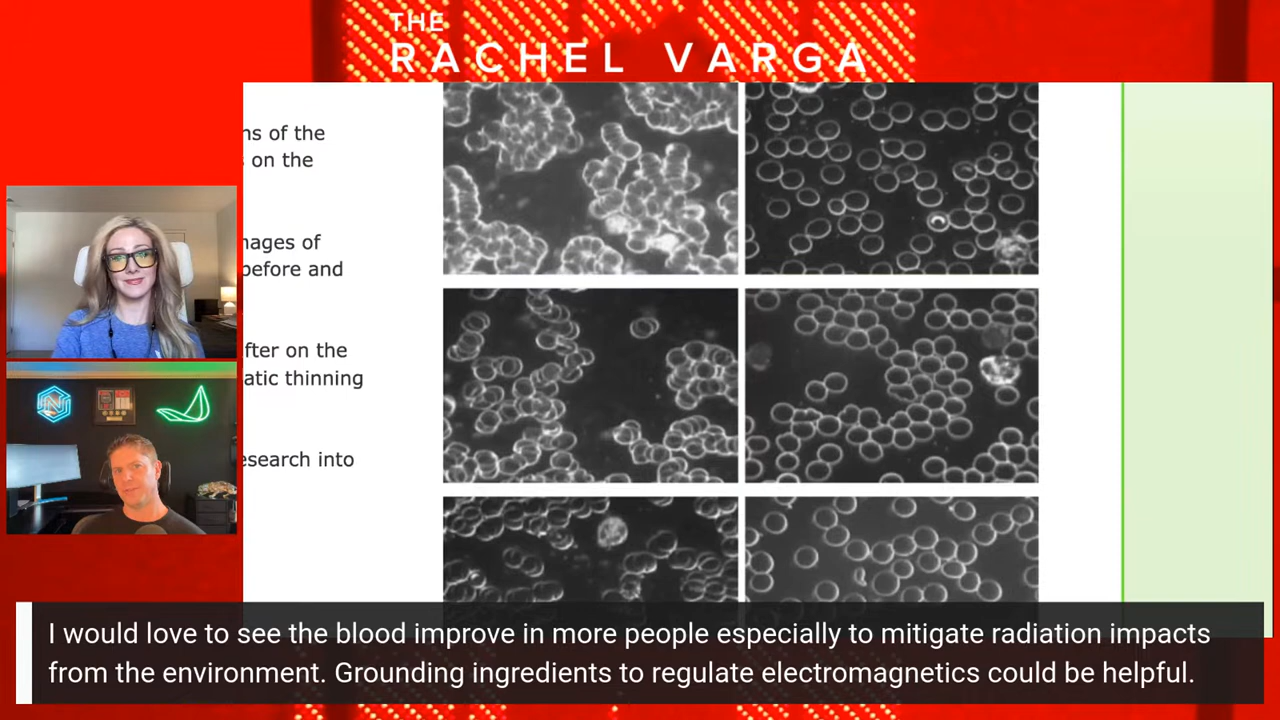 THE
RACHEL VARGA
ns of the
on the
nages of
before and
fter on the
atic thinning
esearch into
I would love to see the blood improve in more people especially to mitigate radiation impacts
from the environment. Grounding ingredients to regulate electromagnetics could be helpful.